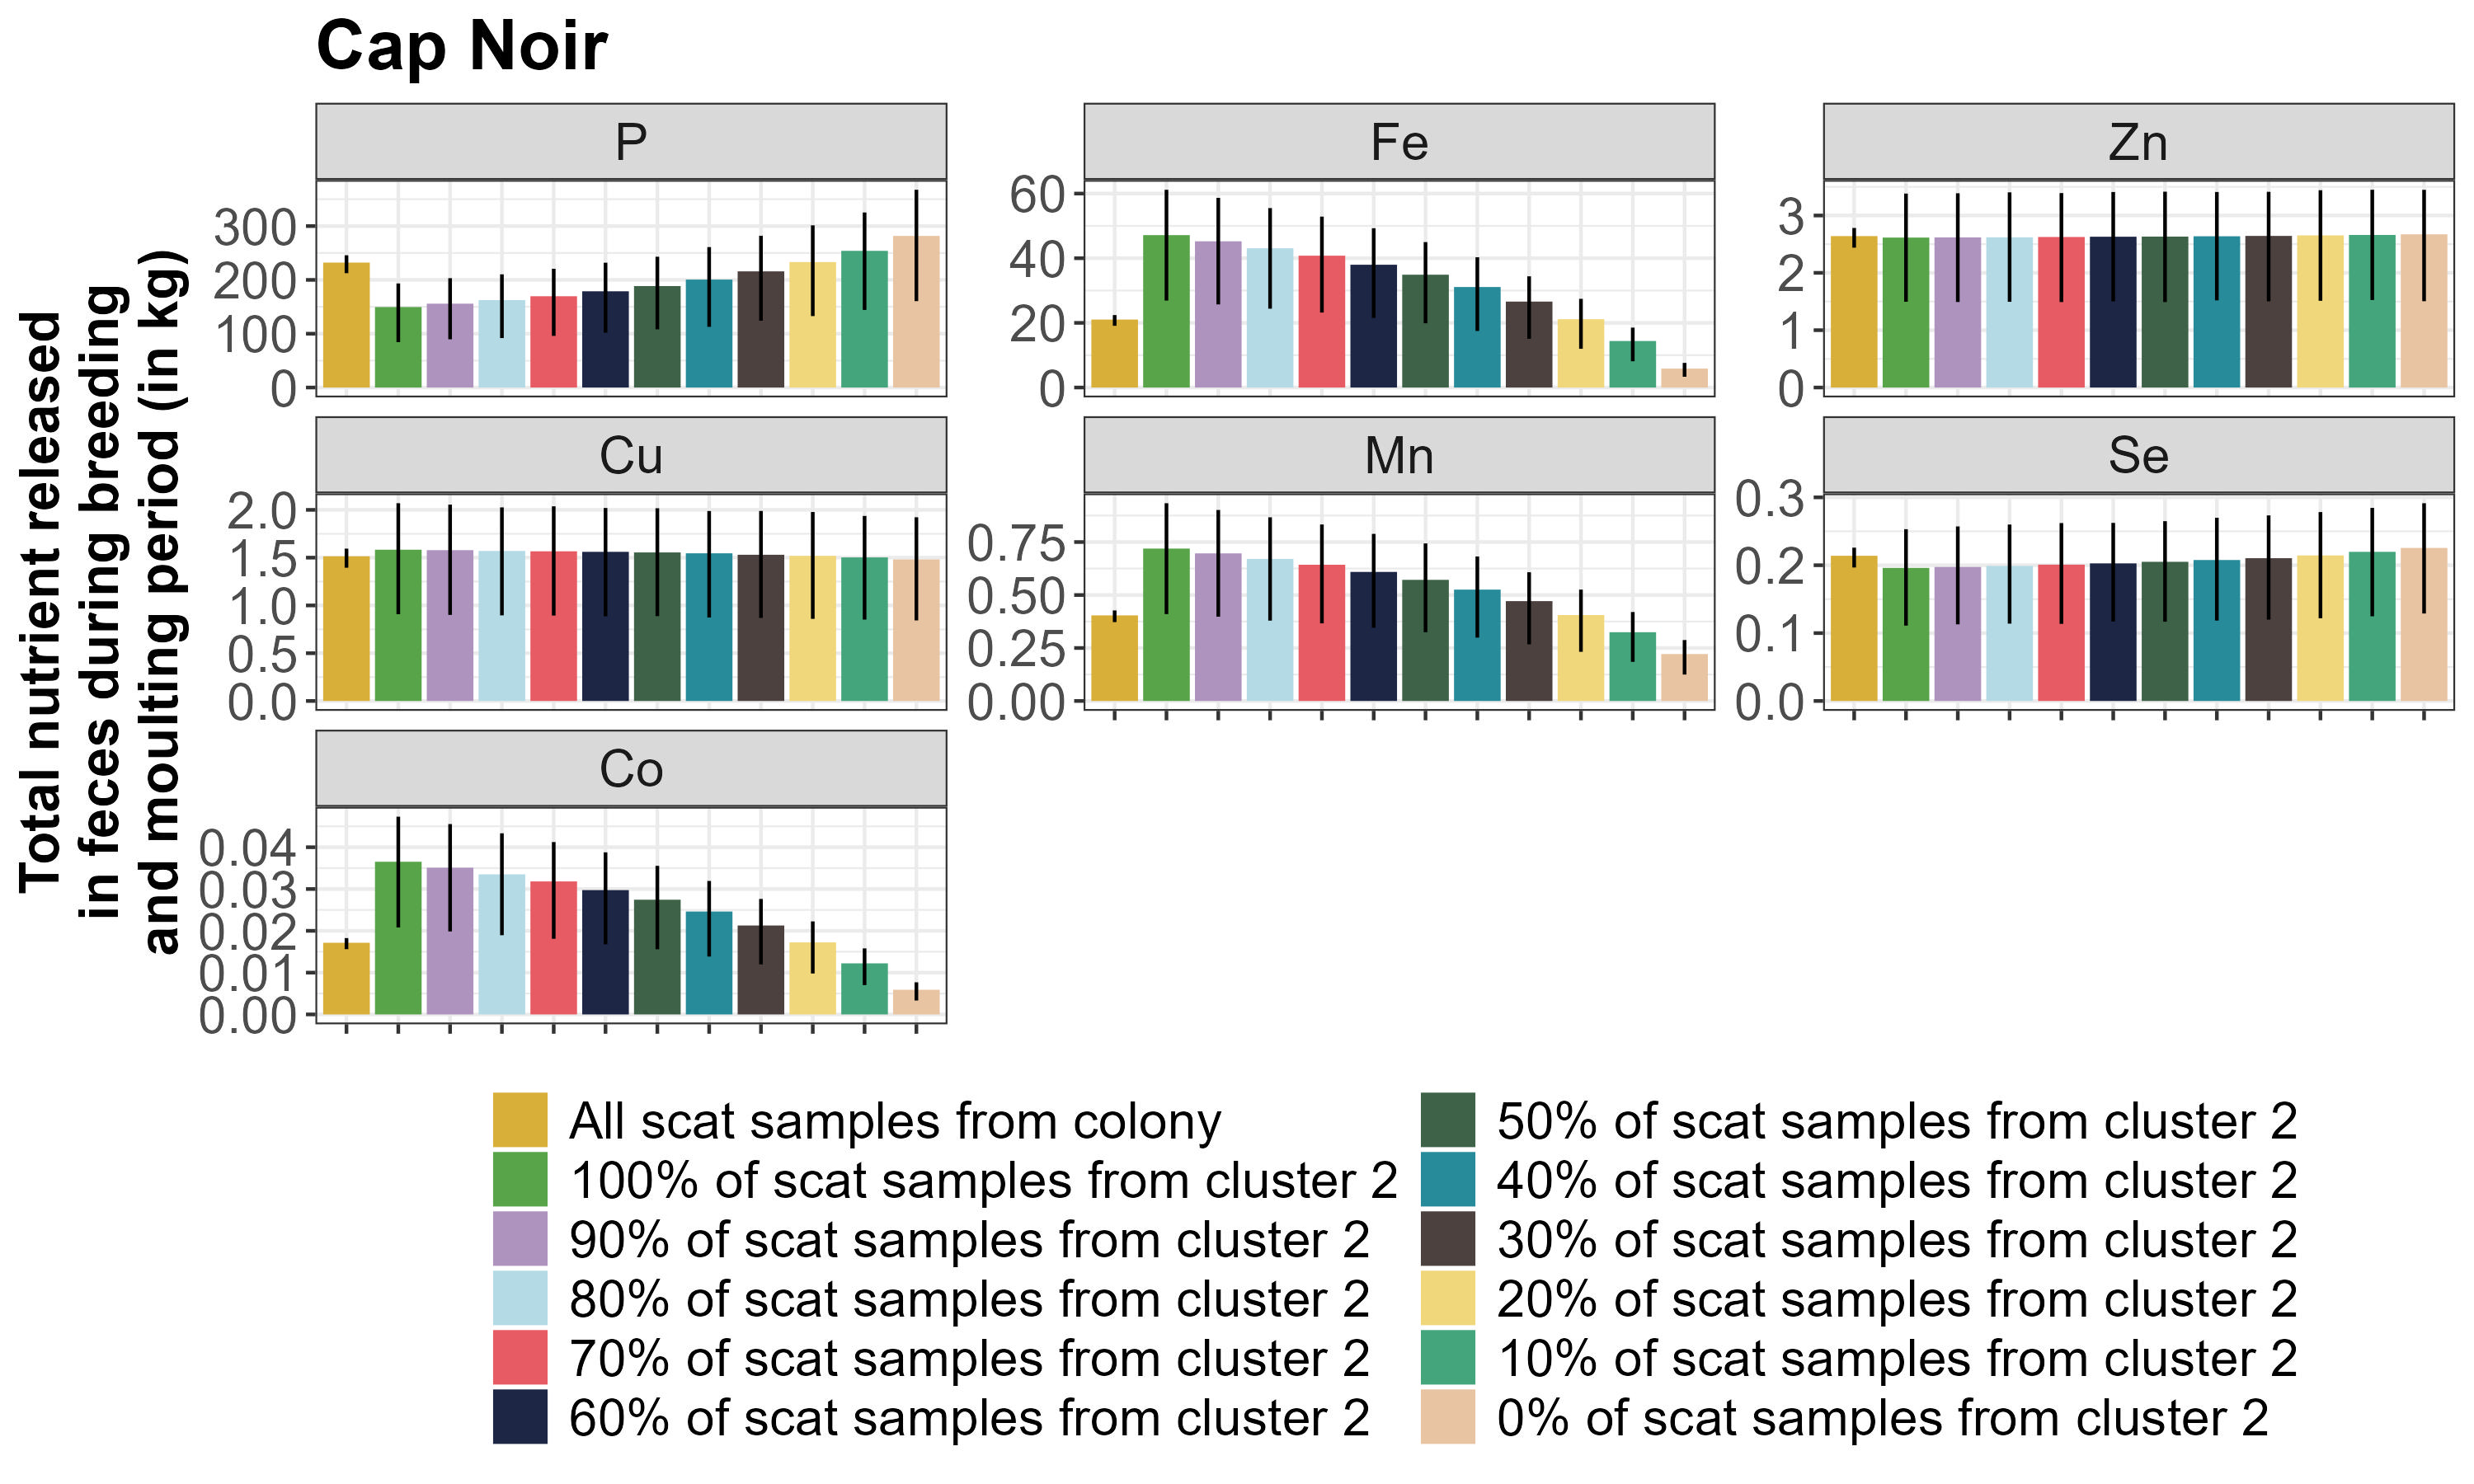 Cap Noir
Total nutrient released
in feces during breeding
and moulting period (in kg)
P
300
200
100
0
Fe
60
40
20
0
Zn
3
2
1
0
Cu
2.0
1.5
1.0
0.5
0.0
Mn
0.75
0.50
0.25
0.00
Se
0.3
0.2
0.1
0.0
Co
0.04
0.03
0.02
0.01
0.00
All scat samples from colony
100% of scat samples from cluster 2
90% of scat samples from cluster 2
80% of scat samples from cluster 2
70% of scat samples from cluster 2
60% of scat samples from cluster 2
50% of scat samples from cluster 2
40% of scat samples from cluster 2
30% of scat samples from cluster 2
20% of scat samples from cluster 2
10% of scat samples from cluster 2
0% of scat samples from cluster 2